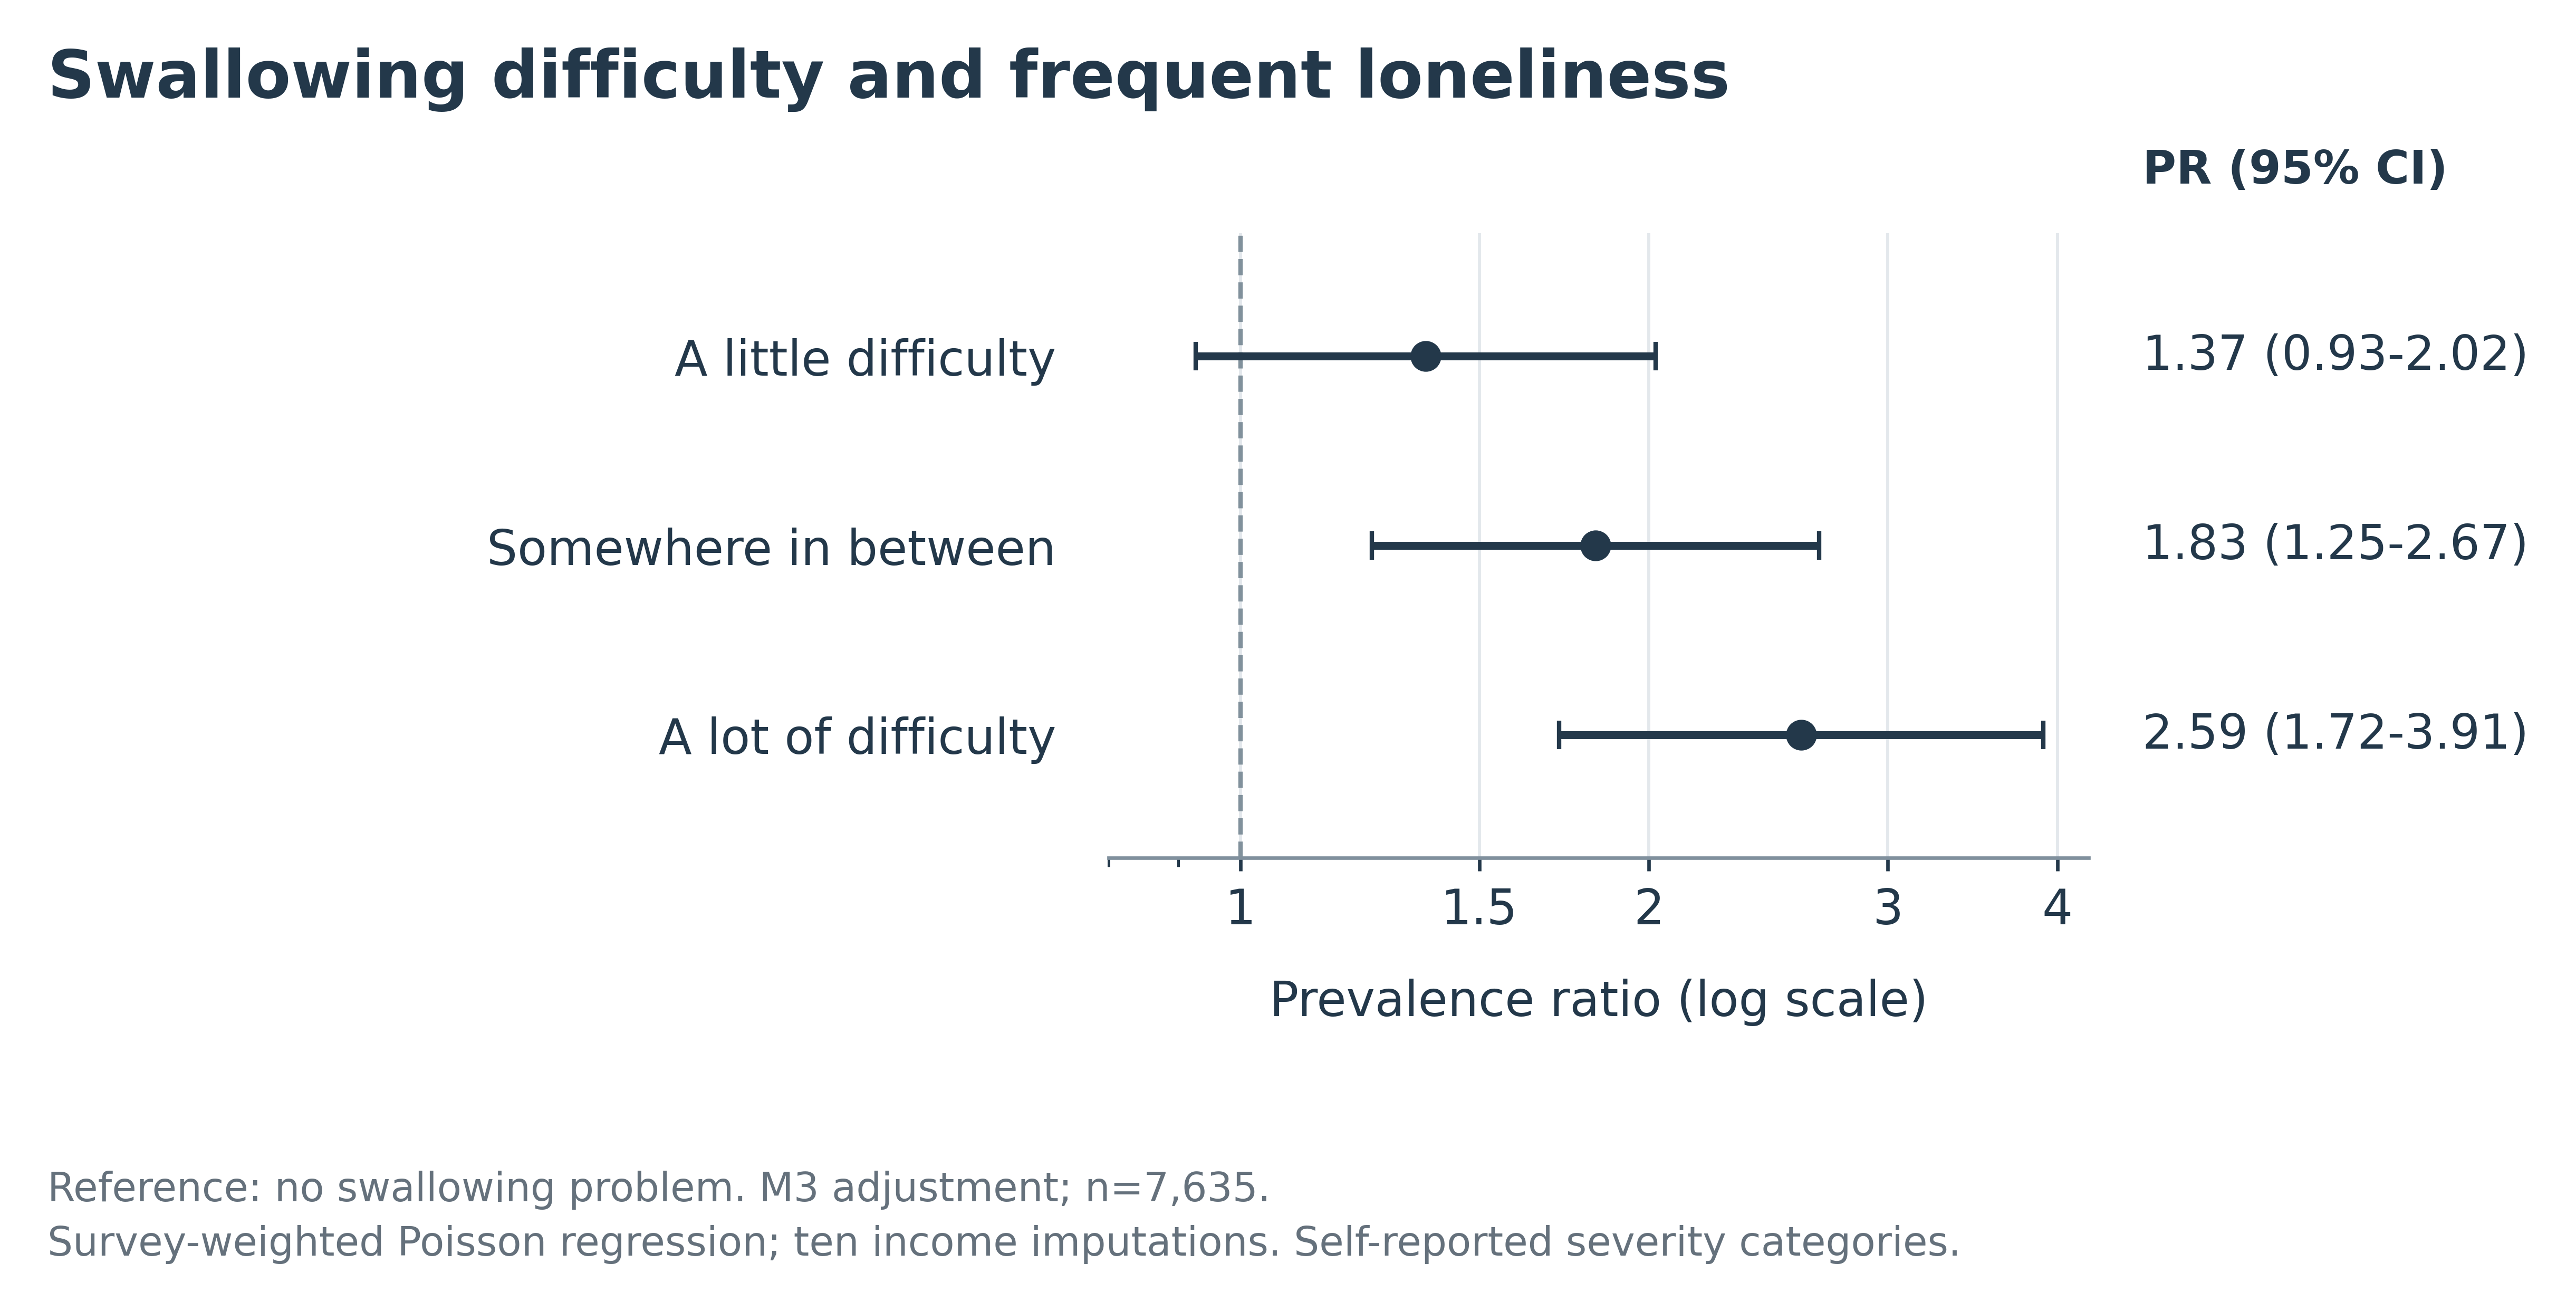 Swallowing difficulty and frequent loneliness
PR (95% CI)
A little difficulty 1.37 (0.93-2.02)
Somewhere in between 1.83 (1.25-2.67)
A lot of difficulty 2.59 (1.72-3.91)
1 1.5 2 3 4
Prevalence ratio (log scale)
Reference: no swallowing problem. M3 adjustment; n=7,635.
Survey-weighted Poisson regression; ten income imputations. Self-reported severity categories.